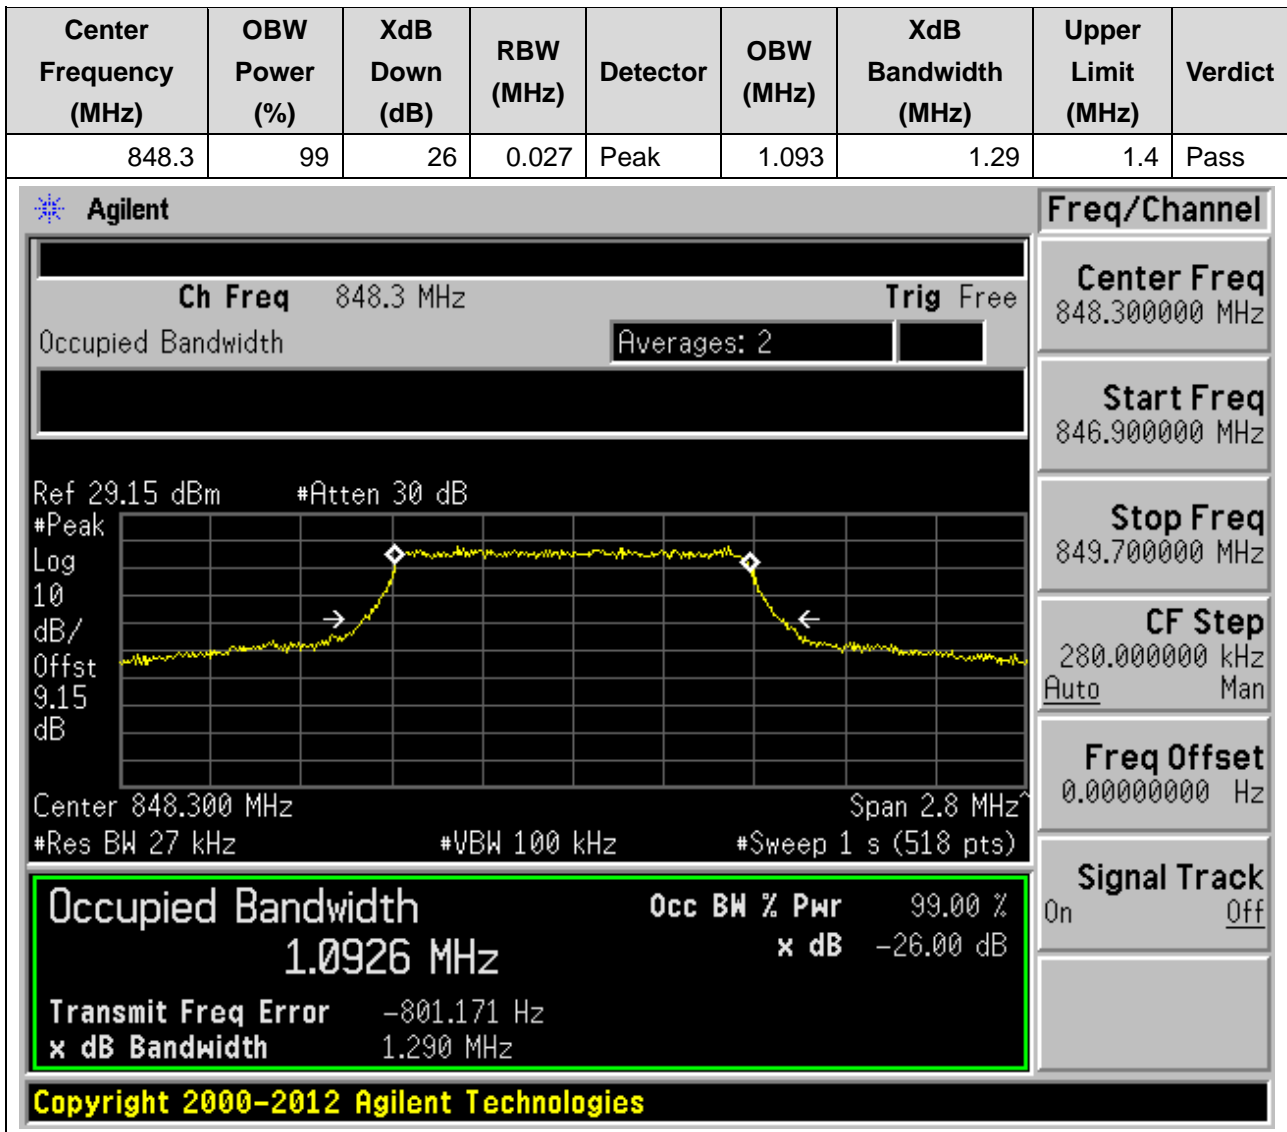 Center Frequency (MHz) OBW Power (%) XdB Down (dB) RBW (MHz) Detector OBW (MHz) XdB Bandwidth (MHz) Upper Limit (MHz) Verdict
848.3 99 26 0.027 Peak 1.093 1.29 1.4 Pass
Agilent
Freq/Channel
Ch Freq 848.3 MHz Trig Free
Occupied Bandwidth Averages: 2
Center Freq
848.300000 MHz
Start Freq
846.900000 MHz
Stop Freq
849.700000 MHz
CF Step
280.000000 kHz
Auto Man
Freq Offset
0.00000000 Hz
Signal Track
On Off
Ref 29.15 dBm #Atten 30 dB
#Peak
Log
10
dB/
Offst
9.15
dB
Center 848.300 MHz Span 2.8 MHz^
#Res BW 27 kHz #VBW 100 kHz #Sweep 1 s (518 pts)
Occupied Bandwidth Occ BW % Pwr 99.00 %
1.0926 MHz x dB -26.00 dB
Transmit Freq Error -801.171 Hz
x dB Bandwidth 1.290 MHz
Copyright 2000-2012 Agilent Technologies